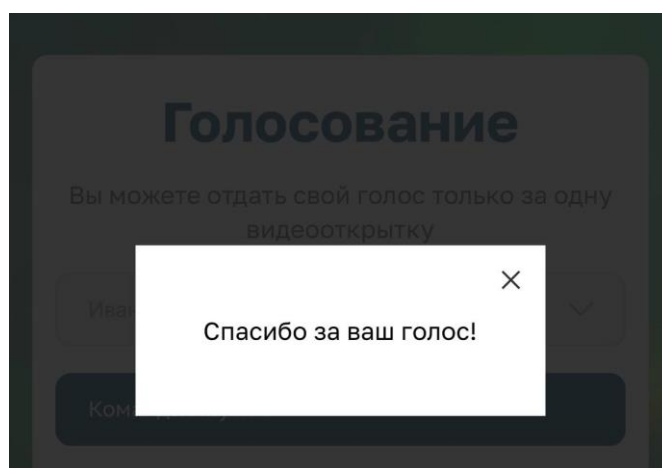 Голосование
Вы можете отдать свой голос только за одну
видеооткрытку
Спасибо за ваш голос!